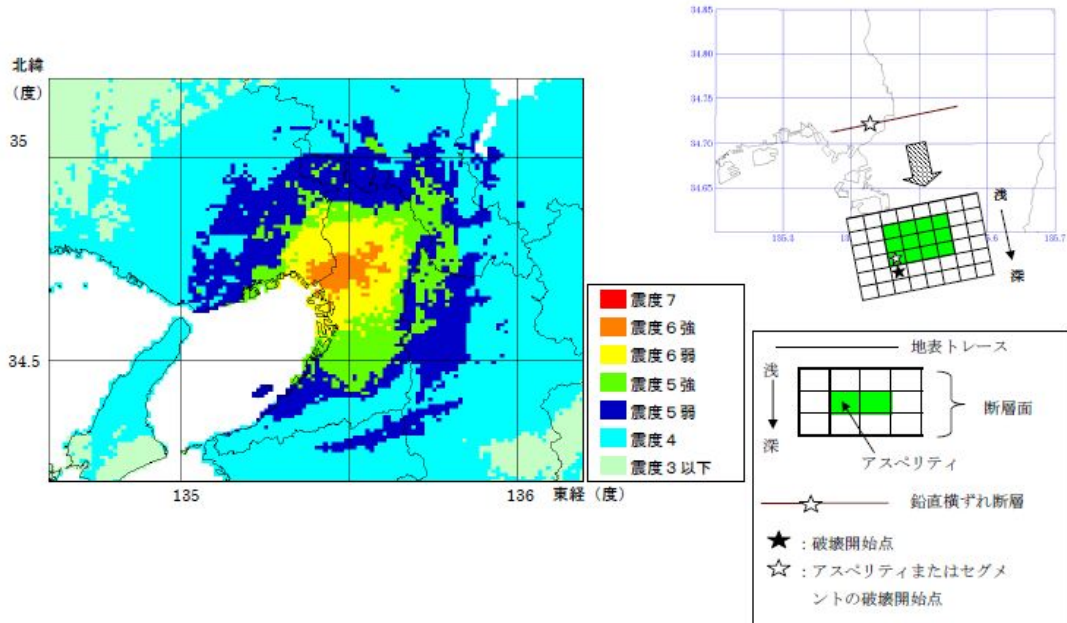 北緯
（度）
35
34.5
135
136
東経（度）
震度７
震度６強
震度６弱
震度５強
震度５弱
震度４
震度３以下
34.85
34.80
34.75
34.70
34.65
135.7
浅
深
地表トレース
浅
深
断層面
アスペリティ
鉛直横ずれ断層
★：破壊開始点
☆：アスペリティまたはセグメ
ントの破壊開始点